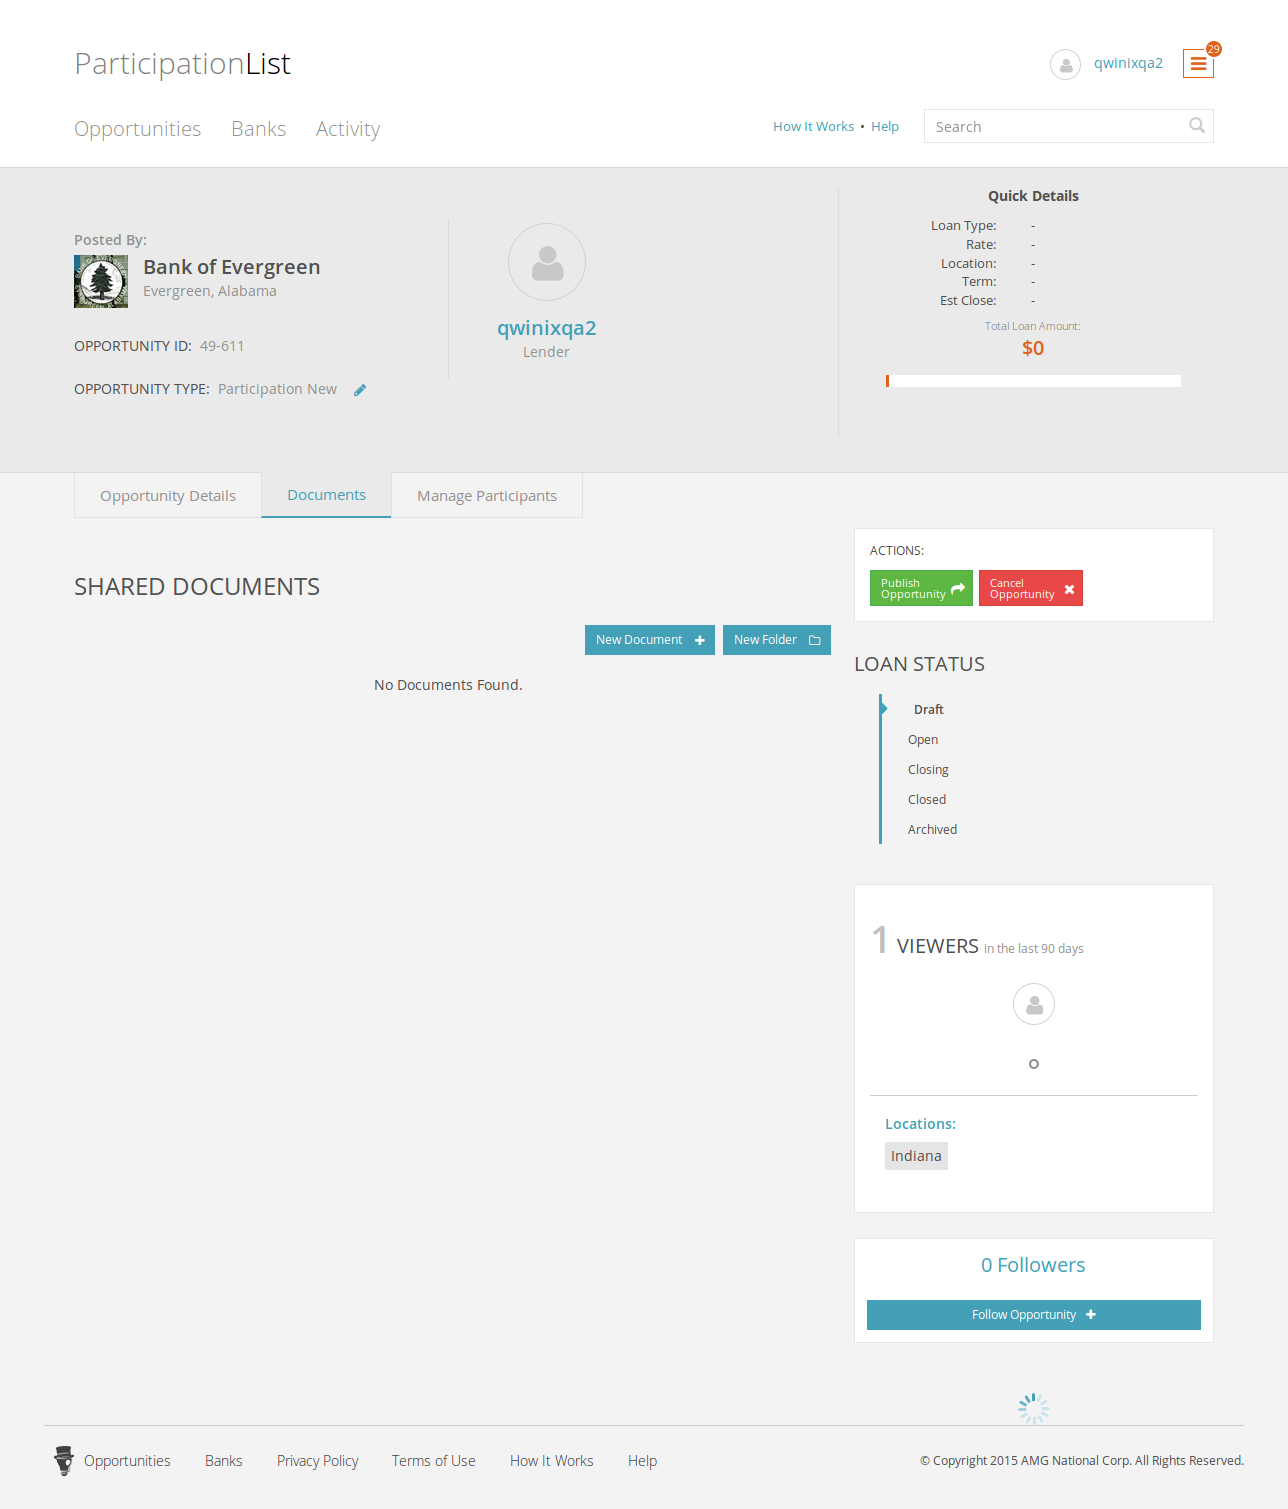 ParticipationList
qwinixqa2
29
Opportunities Banks Activity
How It Works • Help
Search
Posted By:
Bank of Evergreen
Evergreen, Alabama
OPPORTUNITY ID: 49-611
OPPORTUNITY TYPE: Participation New
qwinixqa2
Lender
Quick Details
Loan Type: -
Rate: -
Location: -
Term: -
Est Close: -
Total Loan Amount:
$0
Opportunity Details
Documents
Manage Participants
SHARED DOCUMENTS
New Document
New Folder
No Documents Found.
ACTIONS:
Publish
Opportunity
Cancel
Opportunity
LOAN STATUS
Draft
Open
Closing
Closed
Archived
1 VIEWERS in the last 90 days
Locations:
Indiana
0 Followers
Follow Opportunity
Opportunities Banks Privacy Policy Terms of Use How It Works Help
© Copyright 2015 AMG National Corp. All Rights Reserved.